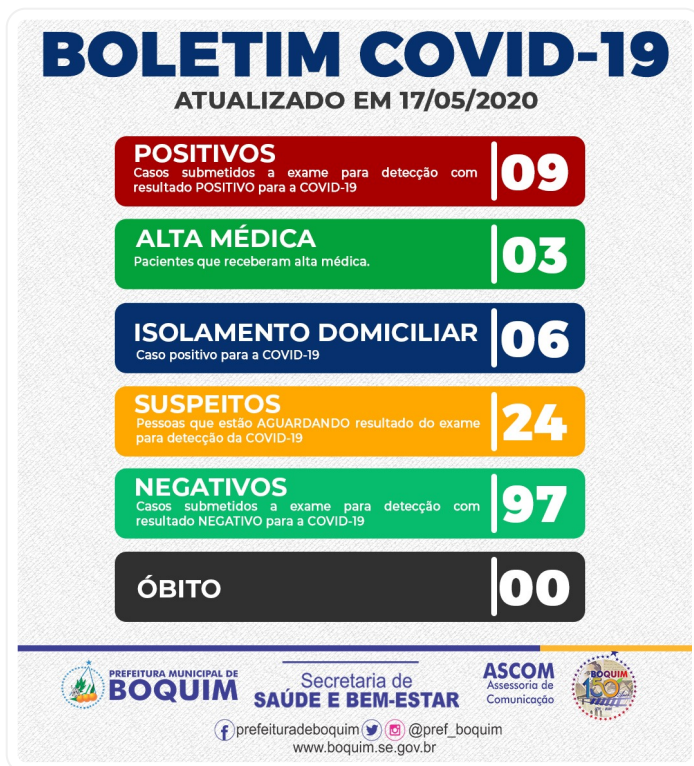 BOLETIM COVID-19
ATUALIZADO EM 17/05/2020
POSITIVOS
Casos submetidos a exame para detecção com
resultado POSITIVO para a COVID-19
09
ALTA MÉDICA
Pacientes que receberam alta médica.
03
ISOLAMENTO DOMICILIAR
Caso positivo para a COVID-19
06
SUSPEITOS
Pessoas que estão AGUARDANDO resultado do exame
para detecção da COVID-19
24
NEGATIVOS
Casos submetidos a exame para detecção com
resultado NEGATIVO para a COVID-19
97
ÓBITO
00
PREFEITURA MUNICIPAL DE
BOQUIM
Secretaria de
SAÚDE E BEM-ESTAR
ASCOM
Assessoria de
Comunicação
BOQUIM
150
prefeituradeboquim @pref_boquim
www.boquim.se.gov.br